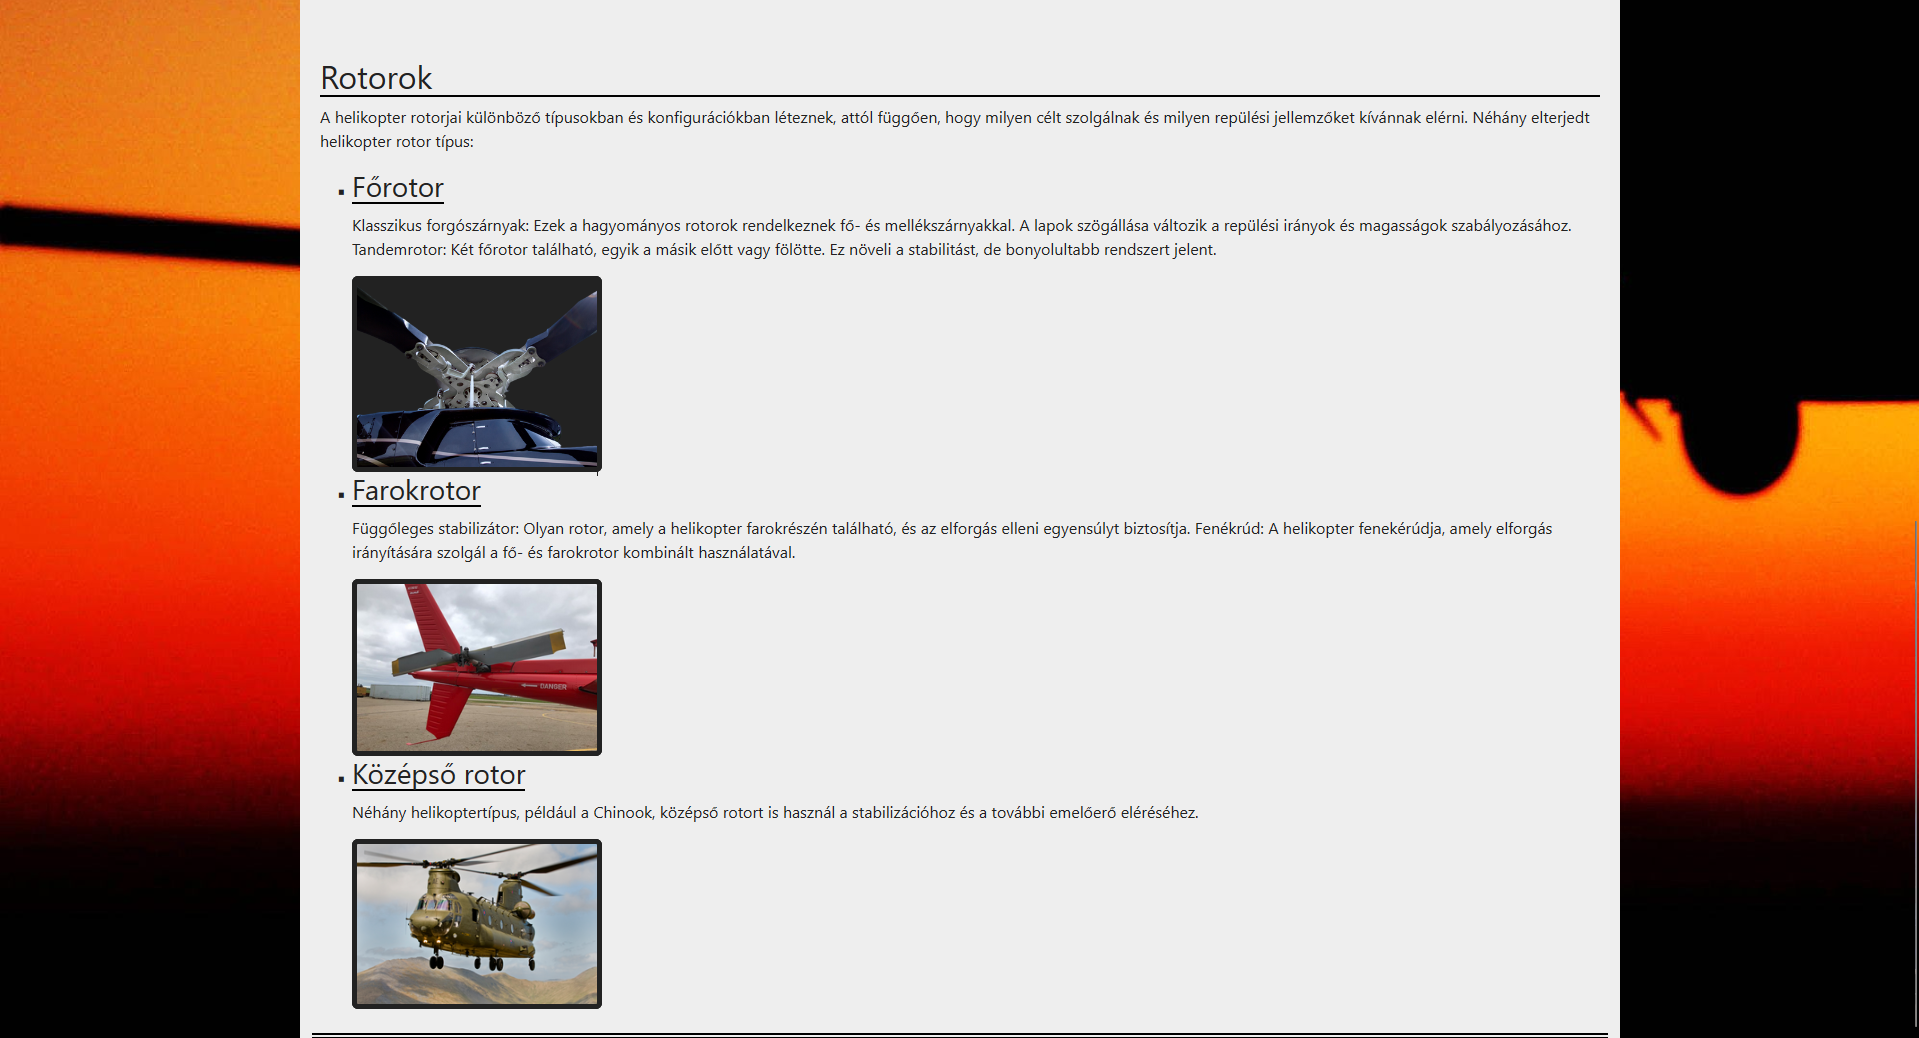 Rotorok
A helikopter rotorjai különböző típusokban és konfigurációkban léteznek, attól függően, hogy milyen célt szolgálnak és milyen repülési jellemzőket kívánnak elérni. Néhány elterjedt
helikopter rotor típus:
Főrotor
Klasszikus forgószárnyak: Ezek a hagyományos rotorok rendelkeznek fő- és mellékszárnyakkal. A lapok szögállása változik a repülési irányok és magasságok szabályozásához.
Tandemrotor: Két főrotor található, egyik a másik előtt vagy fölötte. Ez növeli a stabilitást, de bonyolultabb rendszert jelent.
Farokrotor
Függőleges stabilizátor: Olyan rotor, amely a helikopter farokrészén található, és az elforgás elleni egyensúlyt biztosítja. Fenékrúd: A helikopter fenekérúdja, amely elforgás
irányítására szolgál a fő- és farokrotor kombinált használatával.
DANGER
Középső rotor
Néhány helikoptertípus, például a Chinook, középső rotort is használ a stabilizációhoz és a további emelőerő eléréséhez.